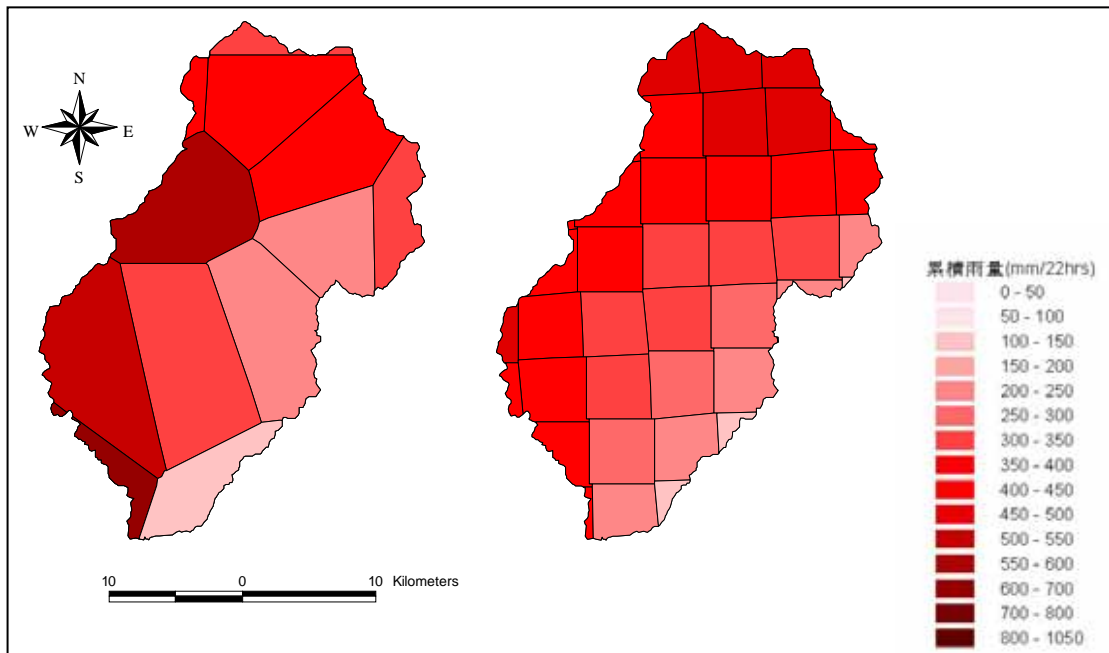 N
W E
S
累積雨量(mm/22hrs)
0 - 50
50 - 100
100 - 150
150 - 200
200 - 250
250 - 300
300 - 350
350 - 400
400 - 450
450 - 500
500 - 550
550 - 600
600 - 700
700 - 800
800 - 1050
10 0 10 Kilometers